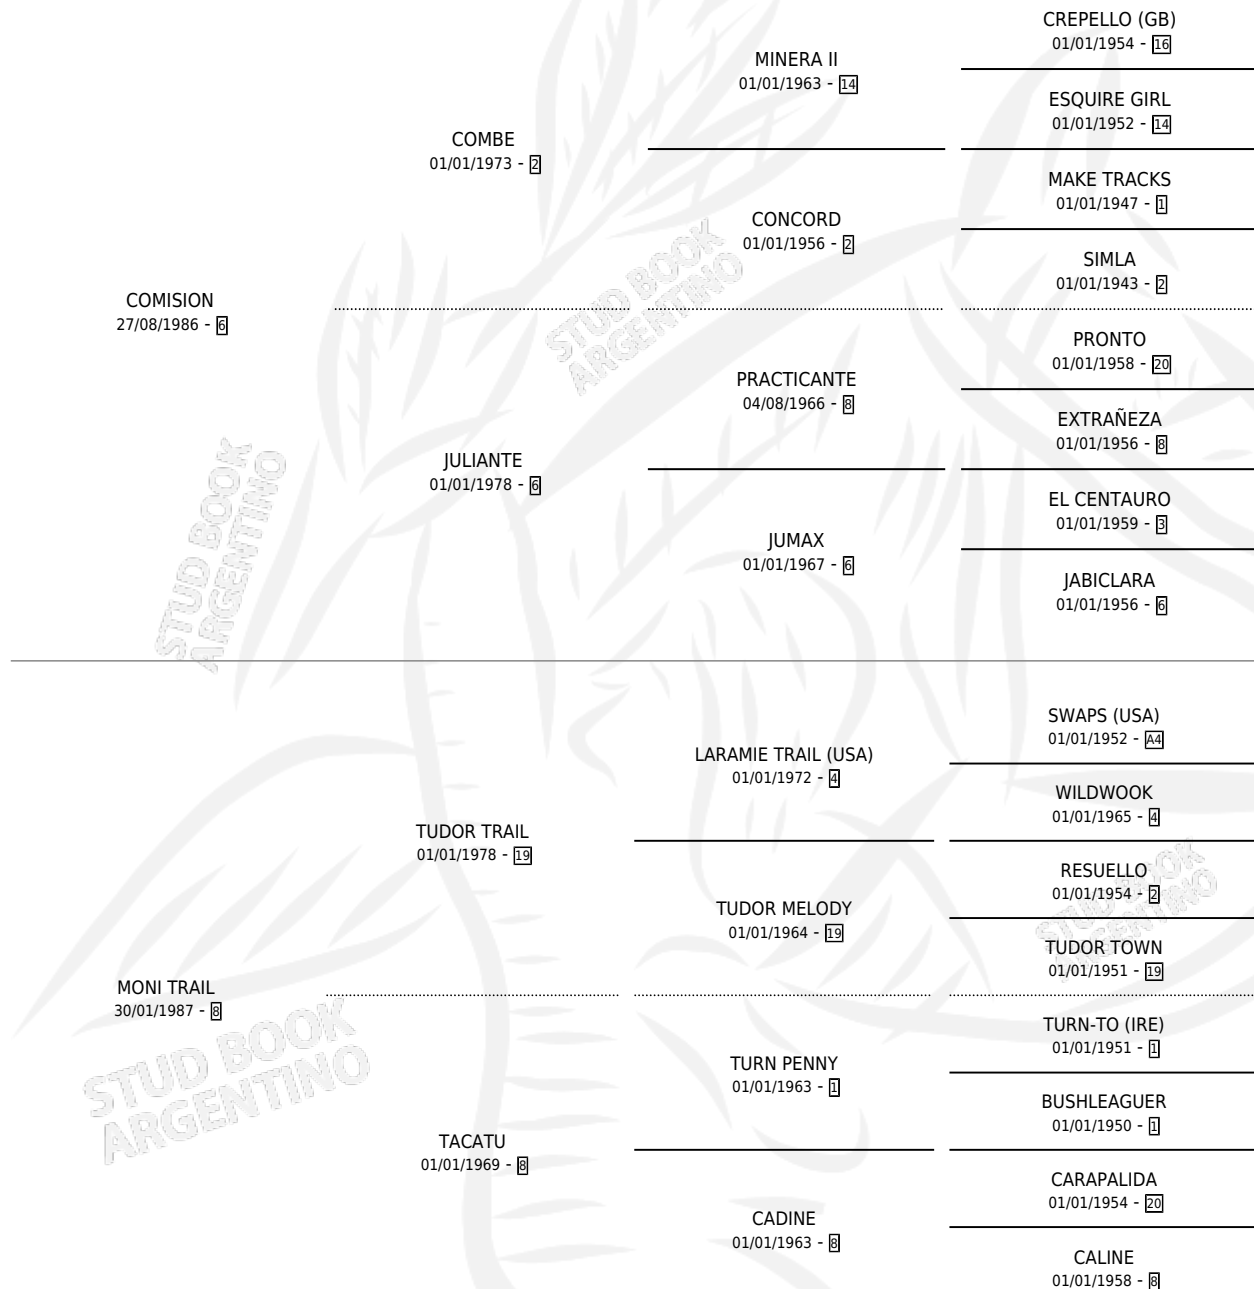 COMISION
27/08/1986 - 6
COMBE
01/01/1973 - 2
MINERA II
01/01/1963 - 14
CREPELLO (GB)
01/01/1954 - 16
ESQUIRE GIRL
01/01/1952 - 14
CONCORD
01/01/1956 - 2
MAKE TRACKS
01/01/1947 - 1
SIMLA
01/01/1943 - 2
JULIANTE
01/01/1978 - 6
PRACTICANTE
04/08/1966 - 8
PRONTO
01/01/1958 - 20
EXTRAÑEZA
01/01/1956 - 8
JUMAX
01/01/1967 - 6
EL CENTAURO
01/01/1959 - 3
JABICLARA
01/01/1956 - 6
MONI TRAIL
30/01/1987 - 8
TUDOR TRAIL
01/01/1978 - 19
LARAMIE TRAIL (USA)
01/01/1972 - 4
SWAPS (USA)
01/01/1952 - A4
WILDWOOK
01/01/1965 - 4
TUDOR MELODY
01/01/1964 - 19
RESUELLO
01/01/1954 - 2
TUDOR TOWN
01/01/1951 - 19
TACATU
01/01/1969 - 8
TURN PENNY
01/01/1963 - 1
TURN-TO (IRE)
01/01/1951 - 1
BUSHLEAGUER
01/01/1950 - 1
CADINE
01/01/1963 - 8
CARAPALIDA
01/01/1954 - 20
CALINE
01/01/1958 - 8
STUD BOOK
ARGENTINO
STUD BOOK
ARGENTINO
STUD BOOK
ARGENTINO
STUD BOOK
ARGENTINO